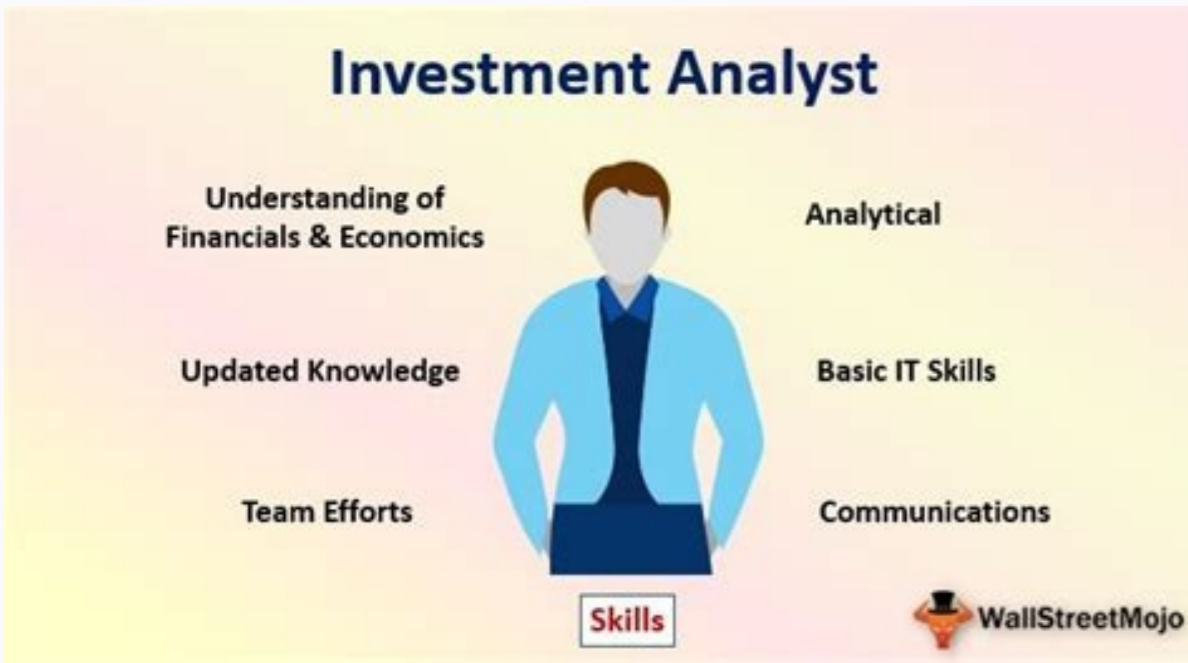 Investment Analyst
Understanding of
Financials & Economics
Analytical
Updated Knowledge
Basic IT Skills
Team Efforts
Communications
Skills
WallStreetMojo